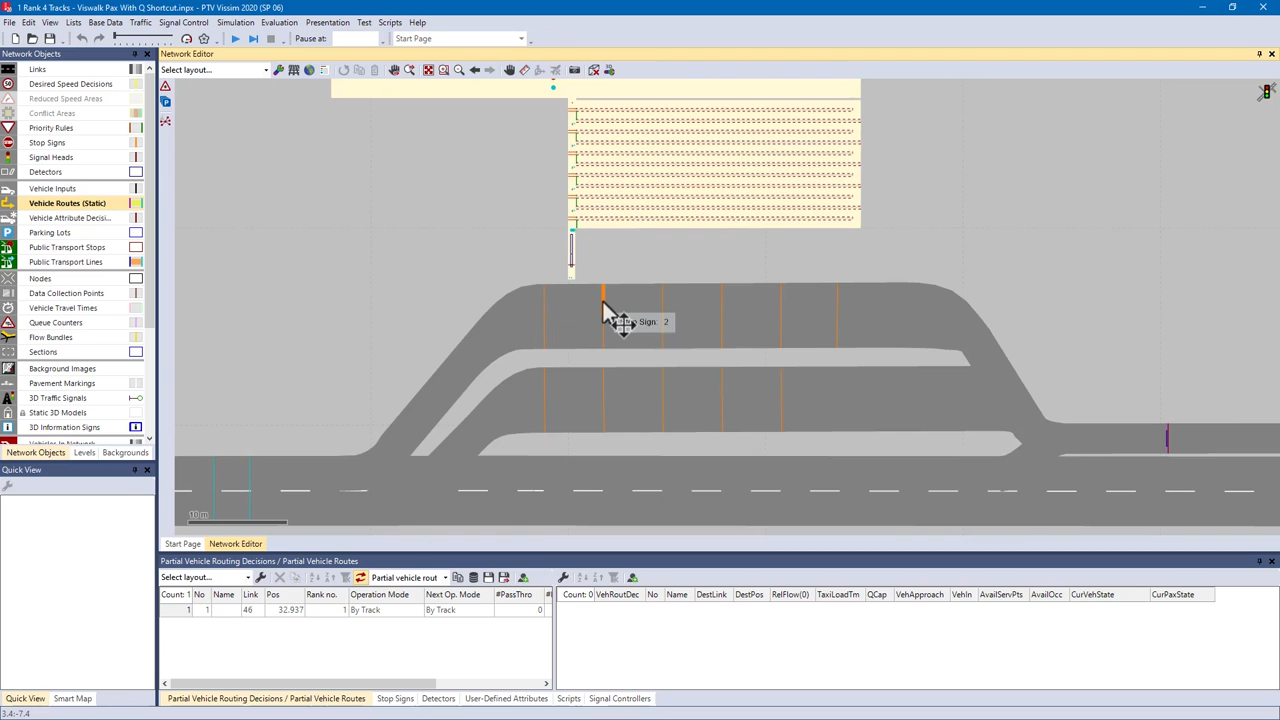 1 Rank 4 Tracks - Viswalk Pax With Q Shortcut.inpx - PTV Vissim 2020 (SP 06)
File Edit View Lists Base Data Traffic Signal Control Simulation Evaluation Presentation Test Scripts Help
Pause at: Start Page
Network Objects
Links
Desired Speed Decisions
Reduced Speed Areas
Conflict Areas
Priority Rules
Stop Signs
Signal Heads
Detectors
Vehicle Inputs
Vehicle Routes (Static)
Vehicle Attribute Decisi...
Parking Lots
Public Transport Stops
Public Transport Lines
Nodes
Data Collection Points
Vehicle Travel Times
Queue Counters
Flow Bundles
Sections
Background Images
Pavement Markings
3D Traffic Signals
Static 3D Models
3D Information Signs
Network Objects Levels Backgrounds
Quick View
Quick View Smart Map
Network Editor
Select layout...
Sign: 2
10 m
Start Page Network Editor
Partial Vehicle Routing Decisions / Partial Vehicle Routes
Select layout... Partial vehicle rout
Count: 1 No Name Link Pos Rank no. Operation Mode Next Op. Mode #PassThro
1 1 46 32.937 1 By Track By Track 0
Count: 0 VehRoutDec No Name DestLink DestPos RelFlow(0) TaxiLoadTm QCap VehApproach VehIn AvailServPts AvailOcc CurVehState CurPaxState
Partial Vehicle Routing Decisions / Partial Vehicle Routes Stop Signs Detectors User-Defined Attributes Scripts Signal Controllers
3.4:-7.4